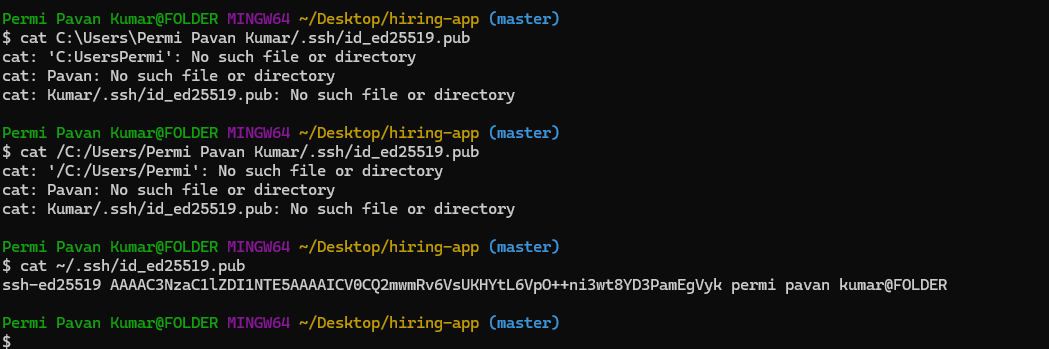 Permi Pavan Kumar@FOLDER MINGW64 ~/Desktop/hiring-app (master)
$ cat C:\Users\Permi Pavan Kumar/.ssh/id_ed25519.pub
cat: 'C:UsersPermi': No such file or directory
cat: Pavan: No such file or directory
cat: Kumar/.ssh/id_ed25519.pub: No such file or directory
Permi Pavan Kumar@FOLDER MINGW64 ~/Desktop/hiring-app (master)
$ cat /C:/Users/Permi Pavan Kumar/.ssh/id_ed25519.pub
cat: '/C:/Users/Permi': No such file or directory
cat: Pavan: No such file or directory
cat: Kumar/.ssh/id_ed25519.pub: No such file or directory
Permi Pavan Kumar@FOLDER MINGW64 ~/Desktop/hiring-app (master)
$ cat ~/.ssh/id_ed25519.pub
ssh-ed25519 AAAAC3NzaC1lZDI1NTE5AAAAICV0CQ2mwmRv6VsUKHYtL6VpO++ni3wt8YD3PamEgVyk permi pavan kumar@FOLDER
Permi Pavan Kumar@FOLDER MINGW64 ~/Desktop/hiring-app (master)
$